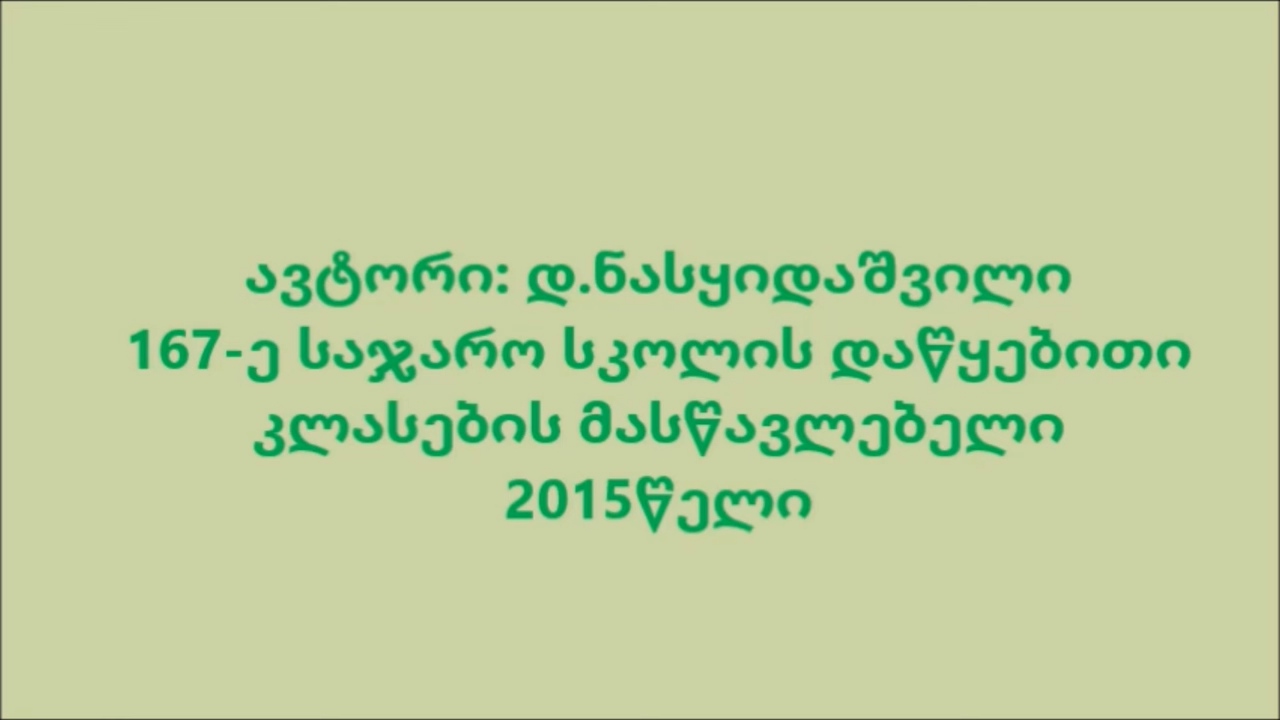 ავტორი: დ.ნასყიდაშვილი
167-ე საჯარო სკოლის დაწყებითი
კლასების მასწავლებელი
2015წელი